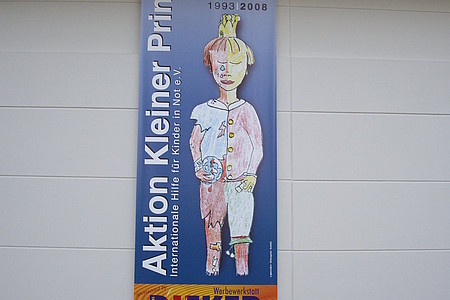 1993 2008
Aktion Kleiner Prin
Internationale Hilfe für Kinder in Not e.V.
Werbewerkstatt